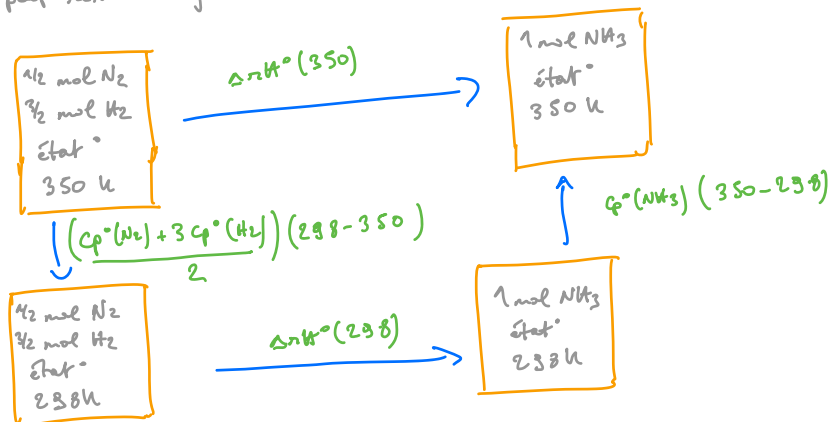 1/2 mol N2
3/2 mol H2
état°
350 K
ΔrH°(350)
1 mol NH3
état°
350 K
(Cp°(N2) + 3 Cp°(H2) / 2)(298-350)
Cp°(NH3)(350-298)
1/2 mol N2
3/2 mol H2
état°
298K
ΔrH°(298)
1 mol NH3
état°
298K